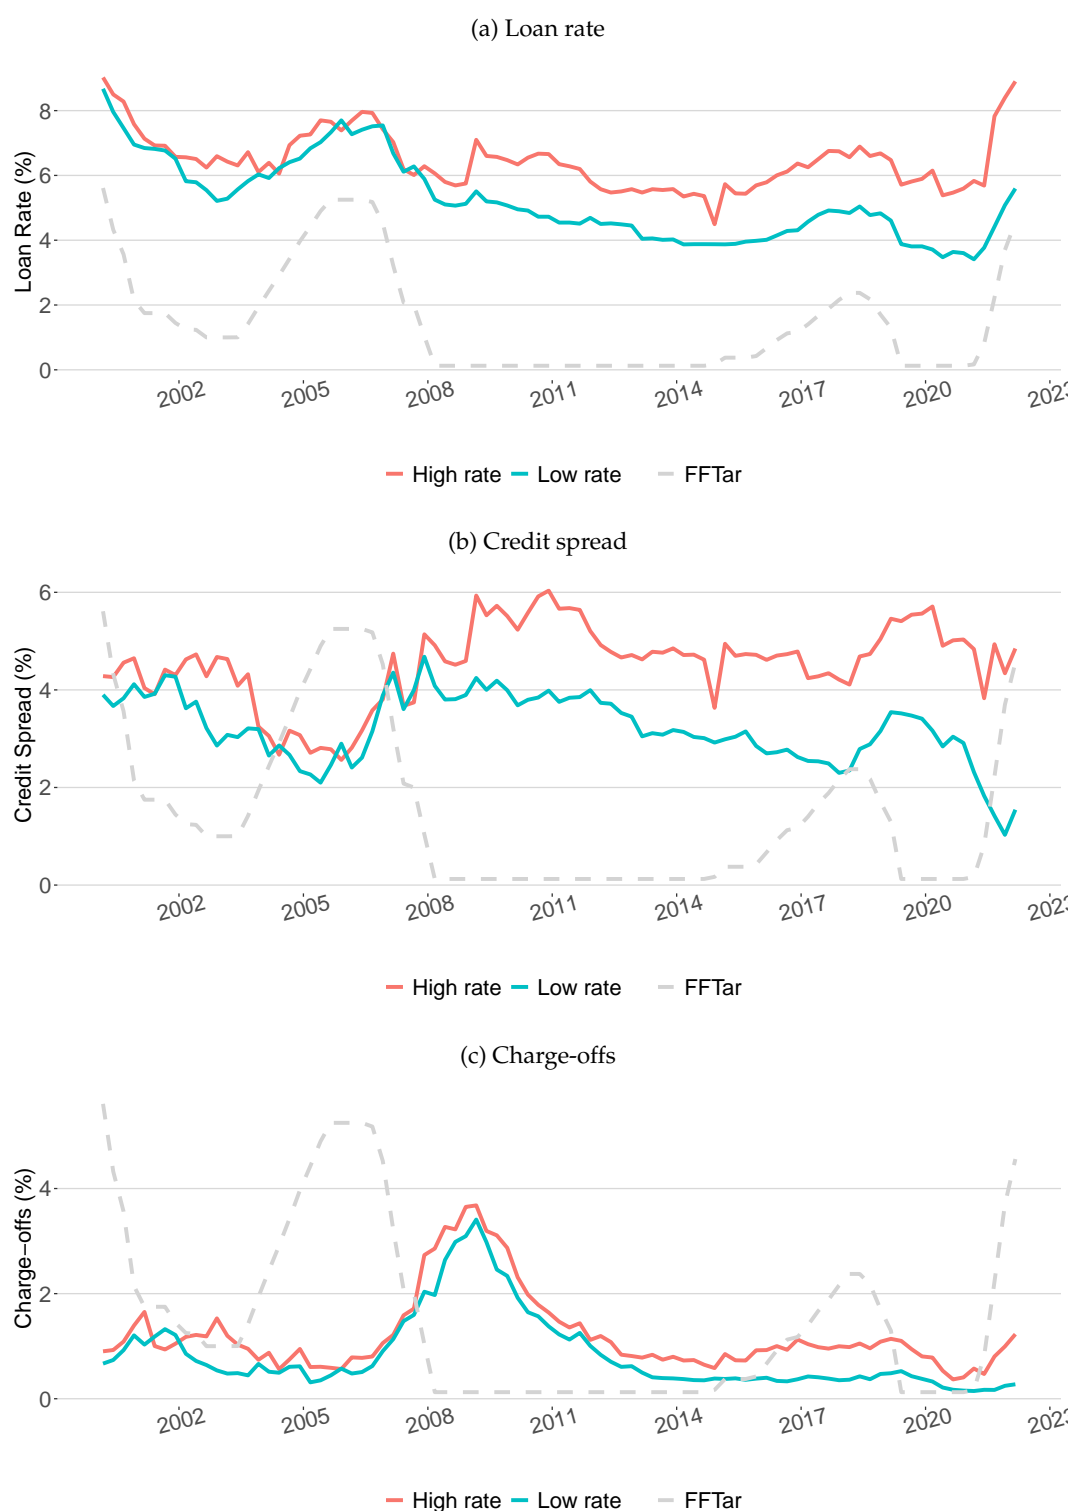 (a) Loan rate
Loan Rate (%)
8
6
4
2
0
2002 2005 2008 2011 2014 2017 2020 2023
High rate Low rate FFTar
(b) Credit spread
Credit Spread (%)
6
4
2
0
2002 2005 2008 2011 2014 2017 2020 2023
High rate Low rate FFTar
(c) Charge-offs
Charge−offs (%)
4
2
0
2002 2005 2008 2011 2014 2017 2020 2023
High rate Low rate FFTar